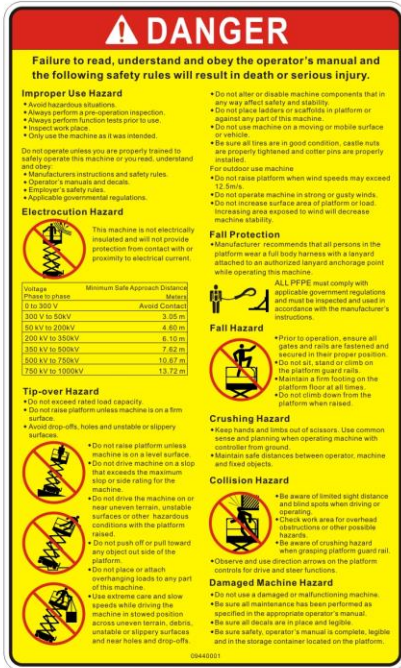 DANGER
Failure to read, understand and obey the operator's manual and
the following safety rules will result in death or serious injury.
Improper Use Hazard
• Avoid hazardous situations.
• Always perform a pre-operation inspection.
• Always perform function tests prior to use.
• Inspect work place.
• Only use the machine as it was intended.
Do not operate unless you are properly trained to
safely operate this machine or you read, understand
and obey:
• Manufacturers instructions and safety rules.
• Operator's manuals and decals.
• Employer's safety rules.
• Applicable governmental regulations.
Electrocution Hazard
This machine is not electrically
insulated and will not provide
protection from contact with or
proximity to electrical current.
Voltage Minimum Safe Approach Distance
Phase to phase Meters
0 to 300 V Avoid Contact
300 V to 50kV 3.05 m
50 kV to 200kV 4.60 m
200 kV to 350kV 6.10 m
350 kV to 500kV 7.62 m
500 kV to 750kV 10.67 m
750 kV to 1000kV 13.72 m
Tip-over Hazard
• Do not exceed rated load capacity.
• Do not raise platform unless machine is on a firm
surface.
• Avoid drop-offs, holes and unstable or slippery
surfaces.
• Do not raise platform unless
machine is on a level surface.
• Do not drive machine on a slop
that exceeds the maximum
slop or side rating for the
machine.
• Do not drive the machine on or
near uneven terrain, unstable
surfaces or other hazardous
conditions with the platform
raised.
• Do not push off or pull toward
any object out side of the
platform.
• Do not place or attach
overhanging loads to any part
of this machine.
• Use extreme care and slow
speeds while driving the
machine in stowed position
across uneven terrain, debris,
unstable or slippery surfaces
and near holes and drop-offs.
• Do not alter or disable machine components that in
any way affect safety and stability.
• Do not place ladders or scaffolds in platform or
against any part of this machine.
• Do not use machine on a moving or mobile surface
or vehicle.
• Be sure all tires are in good condition, castle nuts
are properly tightened and cotter pins are properly
installed.
For outdoor use machine
• Do not raise platform when wind speeds may exceed
12.5m/s.
• Do not operate machine in strong or gusty winds.
• Do not increase surface area of platform or load.
Increasing area exposed to wind will decrease
machine stability.
Fall Protection
• Manufacturer recommends that all persons in the
platform wear a full body harness with a lanyard
attached to an authorized lanyard anchorage point
while operating this machine.
ALL PFPE must comply with
applicable government regulations
and must be inspected and used in
accordance with the manufacturer's
instructions.
Fall Hazard
• Prior to operation, ensure all
gates and rails are fastened and
secured in their proper position.
• Do not sit, stand or climb on
the platform guard rails.
• Maintain a firm footing on the
platform floor at all times.
• Do not climb down from the
platform when raised.
Crushing Hazard
• Keep hands and limbs out of scissors. Use common
sense and planning when operating machine with
controller from ground.
• Maintain safe distances between operator, machine
and fixed objects.
Collision Hazard
• Be aware of limited sight distance
and blind spots when driving or
operating.
• Check work area for overhead
obstructions or other possible
hazards.
• Be aware of crushing hazard
when grasping platform guard rail.
• Observe and use direction arrows on the platform
controls for drive and steer functions.
Damaged Machine Hazard
• Do not use a damaged or malfunctioning machine.
• Be sure all maintenance has been performed as
specified in the appropriate operator's manual.
• Be sure all decals are in place and legible.
• Be sure safety, operator's manual is complete, legible
and in the storage container located on the platform.
09440001